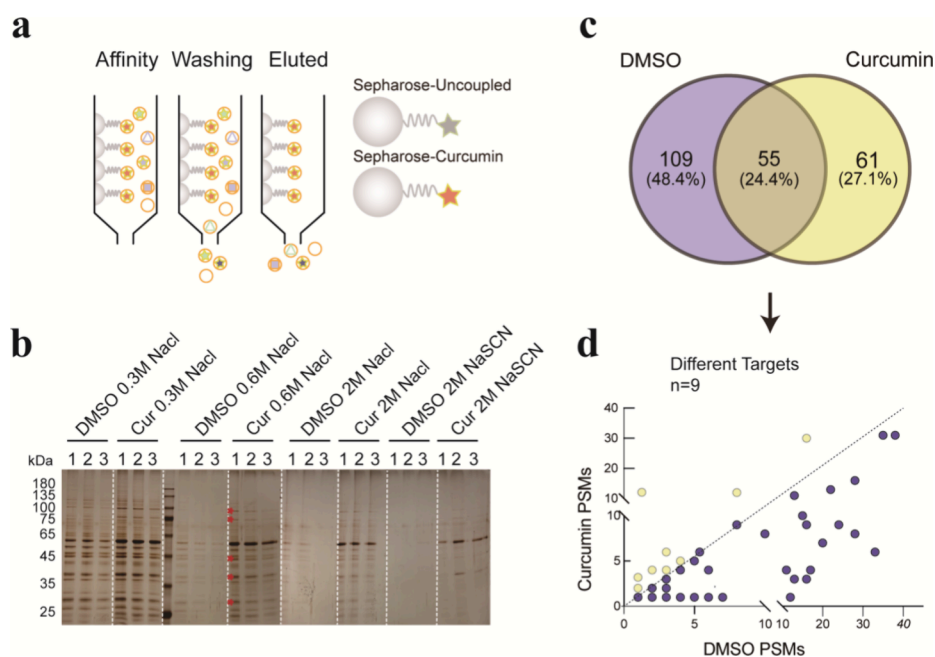 a
Affinity Washing Eluted
Sepharose-Uncoupled
Sepharose-Curcumin
c
DMSO Curcumin
109
(48.4%)
55
(24.4%)
61
(27.1%)
b
DMSO 0.3M Nacl
Cur 0.3M Nacl
DMSO 0.6M Nacl
Cur 0.6M Nacl
DMSO 2M Nacl
Cur 2M Nacl
DMSO 2M NaSCN
Cur 2M NaSCN
kDa 1 2 3 1 2 3 1 2 3 1 2 3 1 2 3 1 2 3 1 2 3 1 2 3
180
135
100
75
65
45
35
25
d
Different Targets
n=9
Curcumin PSMs
40
30
20
10
10
5
0
0 5 10 10 20 30 40
DMSO PSMs